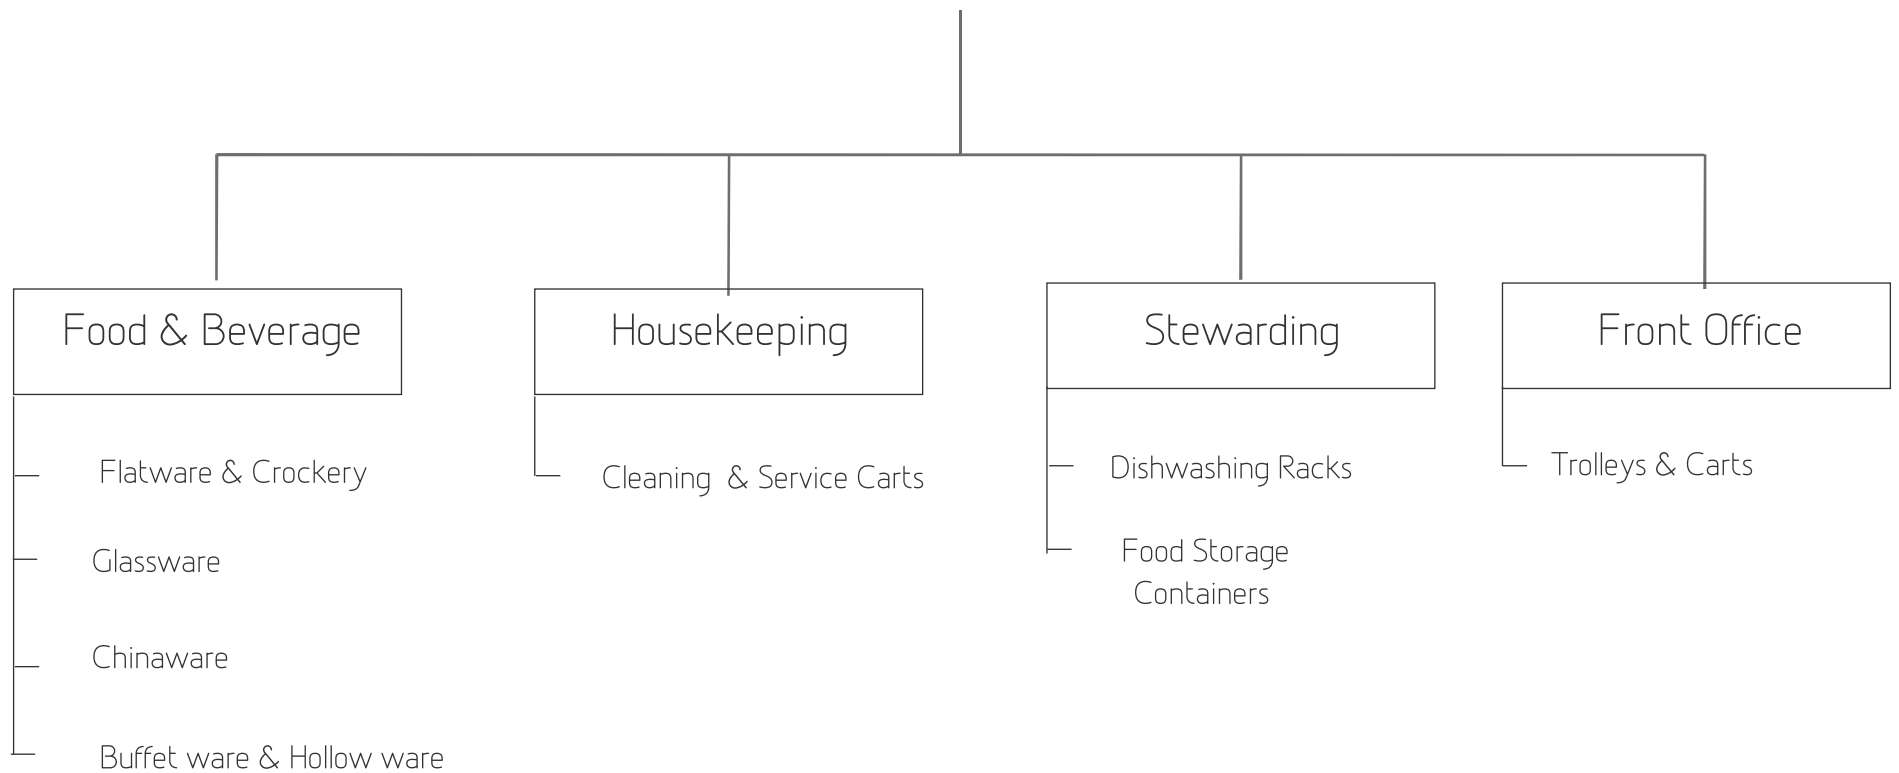 Food & Beverage
Flatware & Crockery
Glassware
Chinaware
Buffet ware & Hollow ware
Housekeeping
Cleaning & Service Carts
Stewarding
Dishwashing Racks
Food Storage
Containers
Front Office
Trolleys & Carts